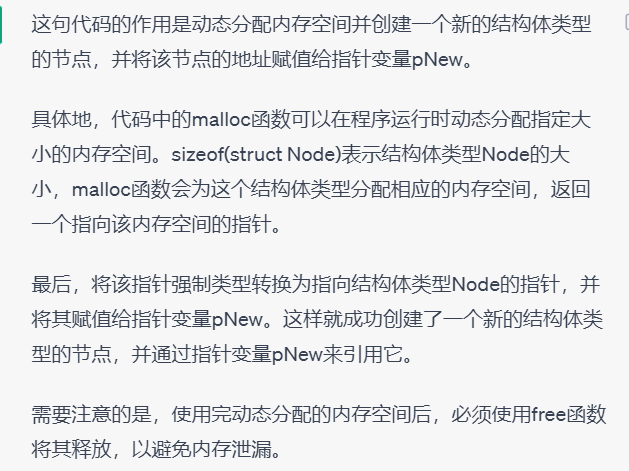 这句代码的作用是动态分配内存空间并创建一个新的结构体类型
的节点，并将该节点的地址赋值给指针变量pNew。
具体地，代码中的malloc函数可以在程序运行时动态分配指定大
小的内存空间。sizeof(struct Node)表示结构体类型Node的大
小，malloc函数会为这个结构体类型分配相应的内存空间，返回
一个指向该内存空间的指针。
最后，将该指针强制类型转换为指向结构体类型Node的指针，并
将其赋值给指针变量pNew。这样就成功创建了一个新的结构体类
型的节点，并通过指针变量pNew来引用它。
需要注意的是，使用完动态分配的内存空间后，必须使用free函数
将其释放，以避免内存泄漏。